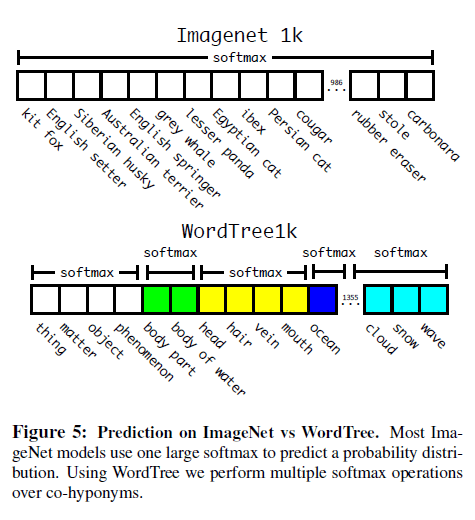 Imagenet 1k
softmax
986
...
kit fox
English setter
Siberian husky
Australian terrier
English springer
grey whale
lesser panda
Egyptian cat
ibex
Persian cat
cougar
rubber eraser
stole
carbonara
WordTree1k
softmax
softmax
softmax
softmax
softmax
1355
...
thing
matter
object
phenomenon
body part
body of water
head
hair
vein
mouth
ocean
cloud
snow
wave
Figure 5: Prediction on ImageNet vs WordTree. Most Ima-
geNet models use one large softmax to predict a probability distri-
bution. Using WordTree we perform multiple softmax operations
over co-hyponyms.